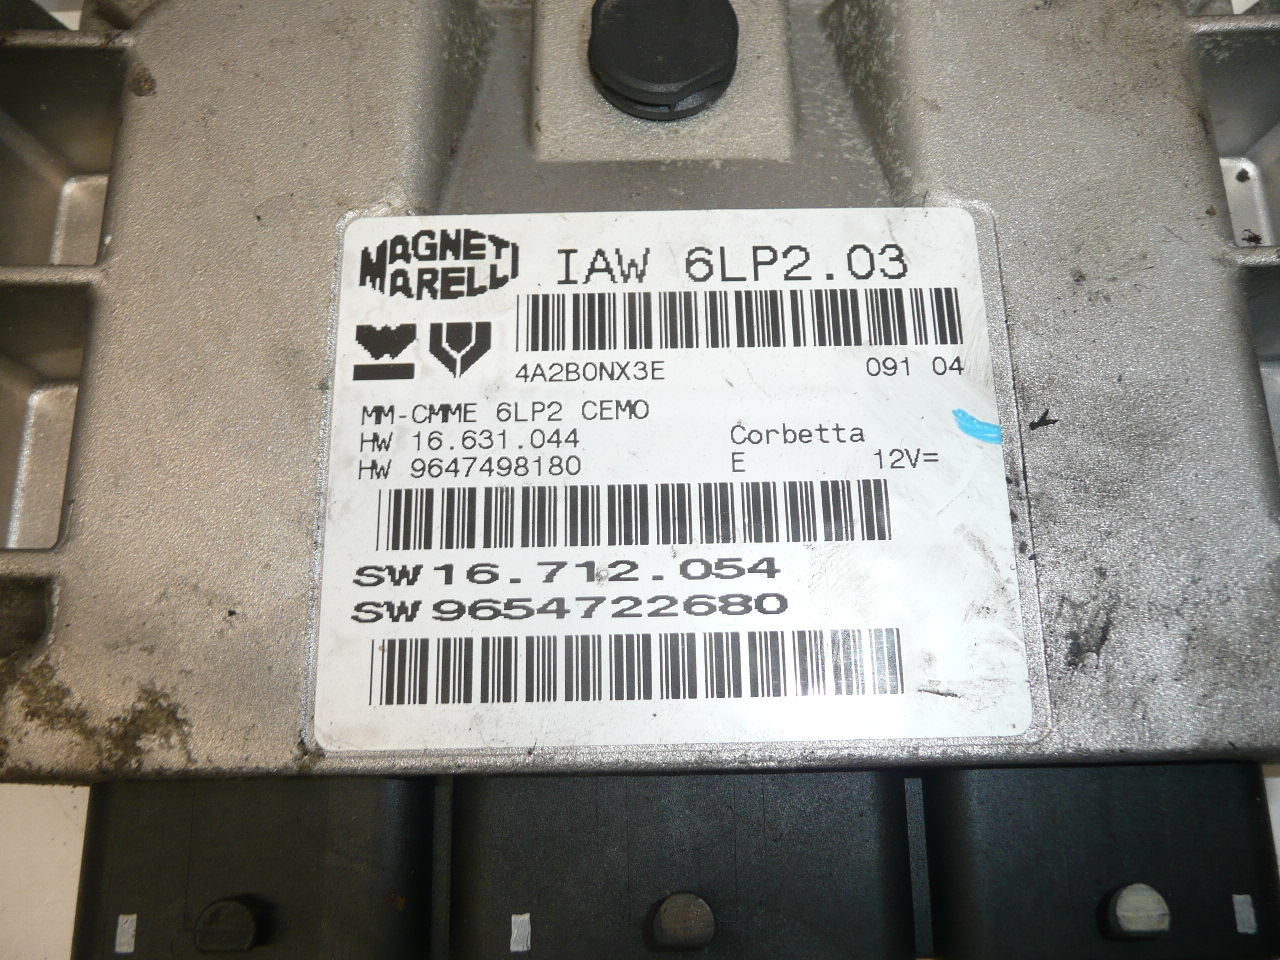 MAGNETI
MARELLI
IAW 6LP2.03
4A2B0NX3E 091 04
MM-CMME 6LP2 CEMO
HW 16.631.044 Corbetta
HW 9647498180 E 12V=
SW 16.712.054
SW 9654722680